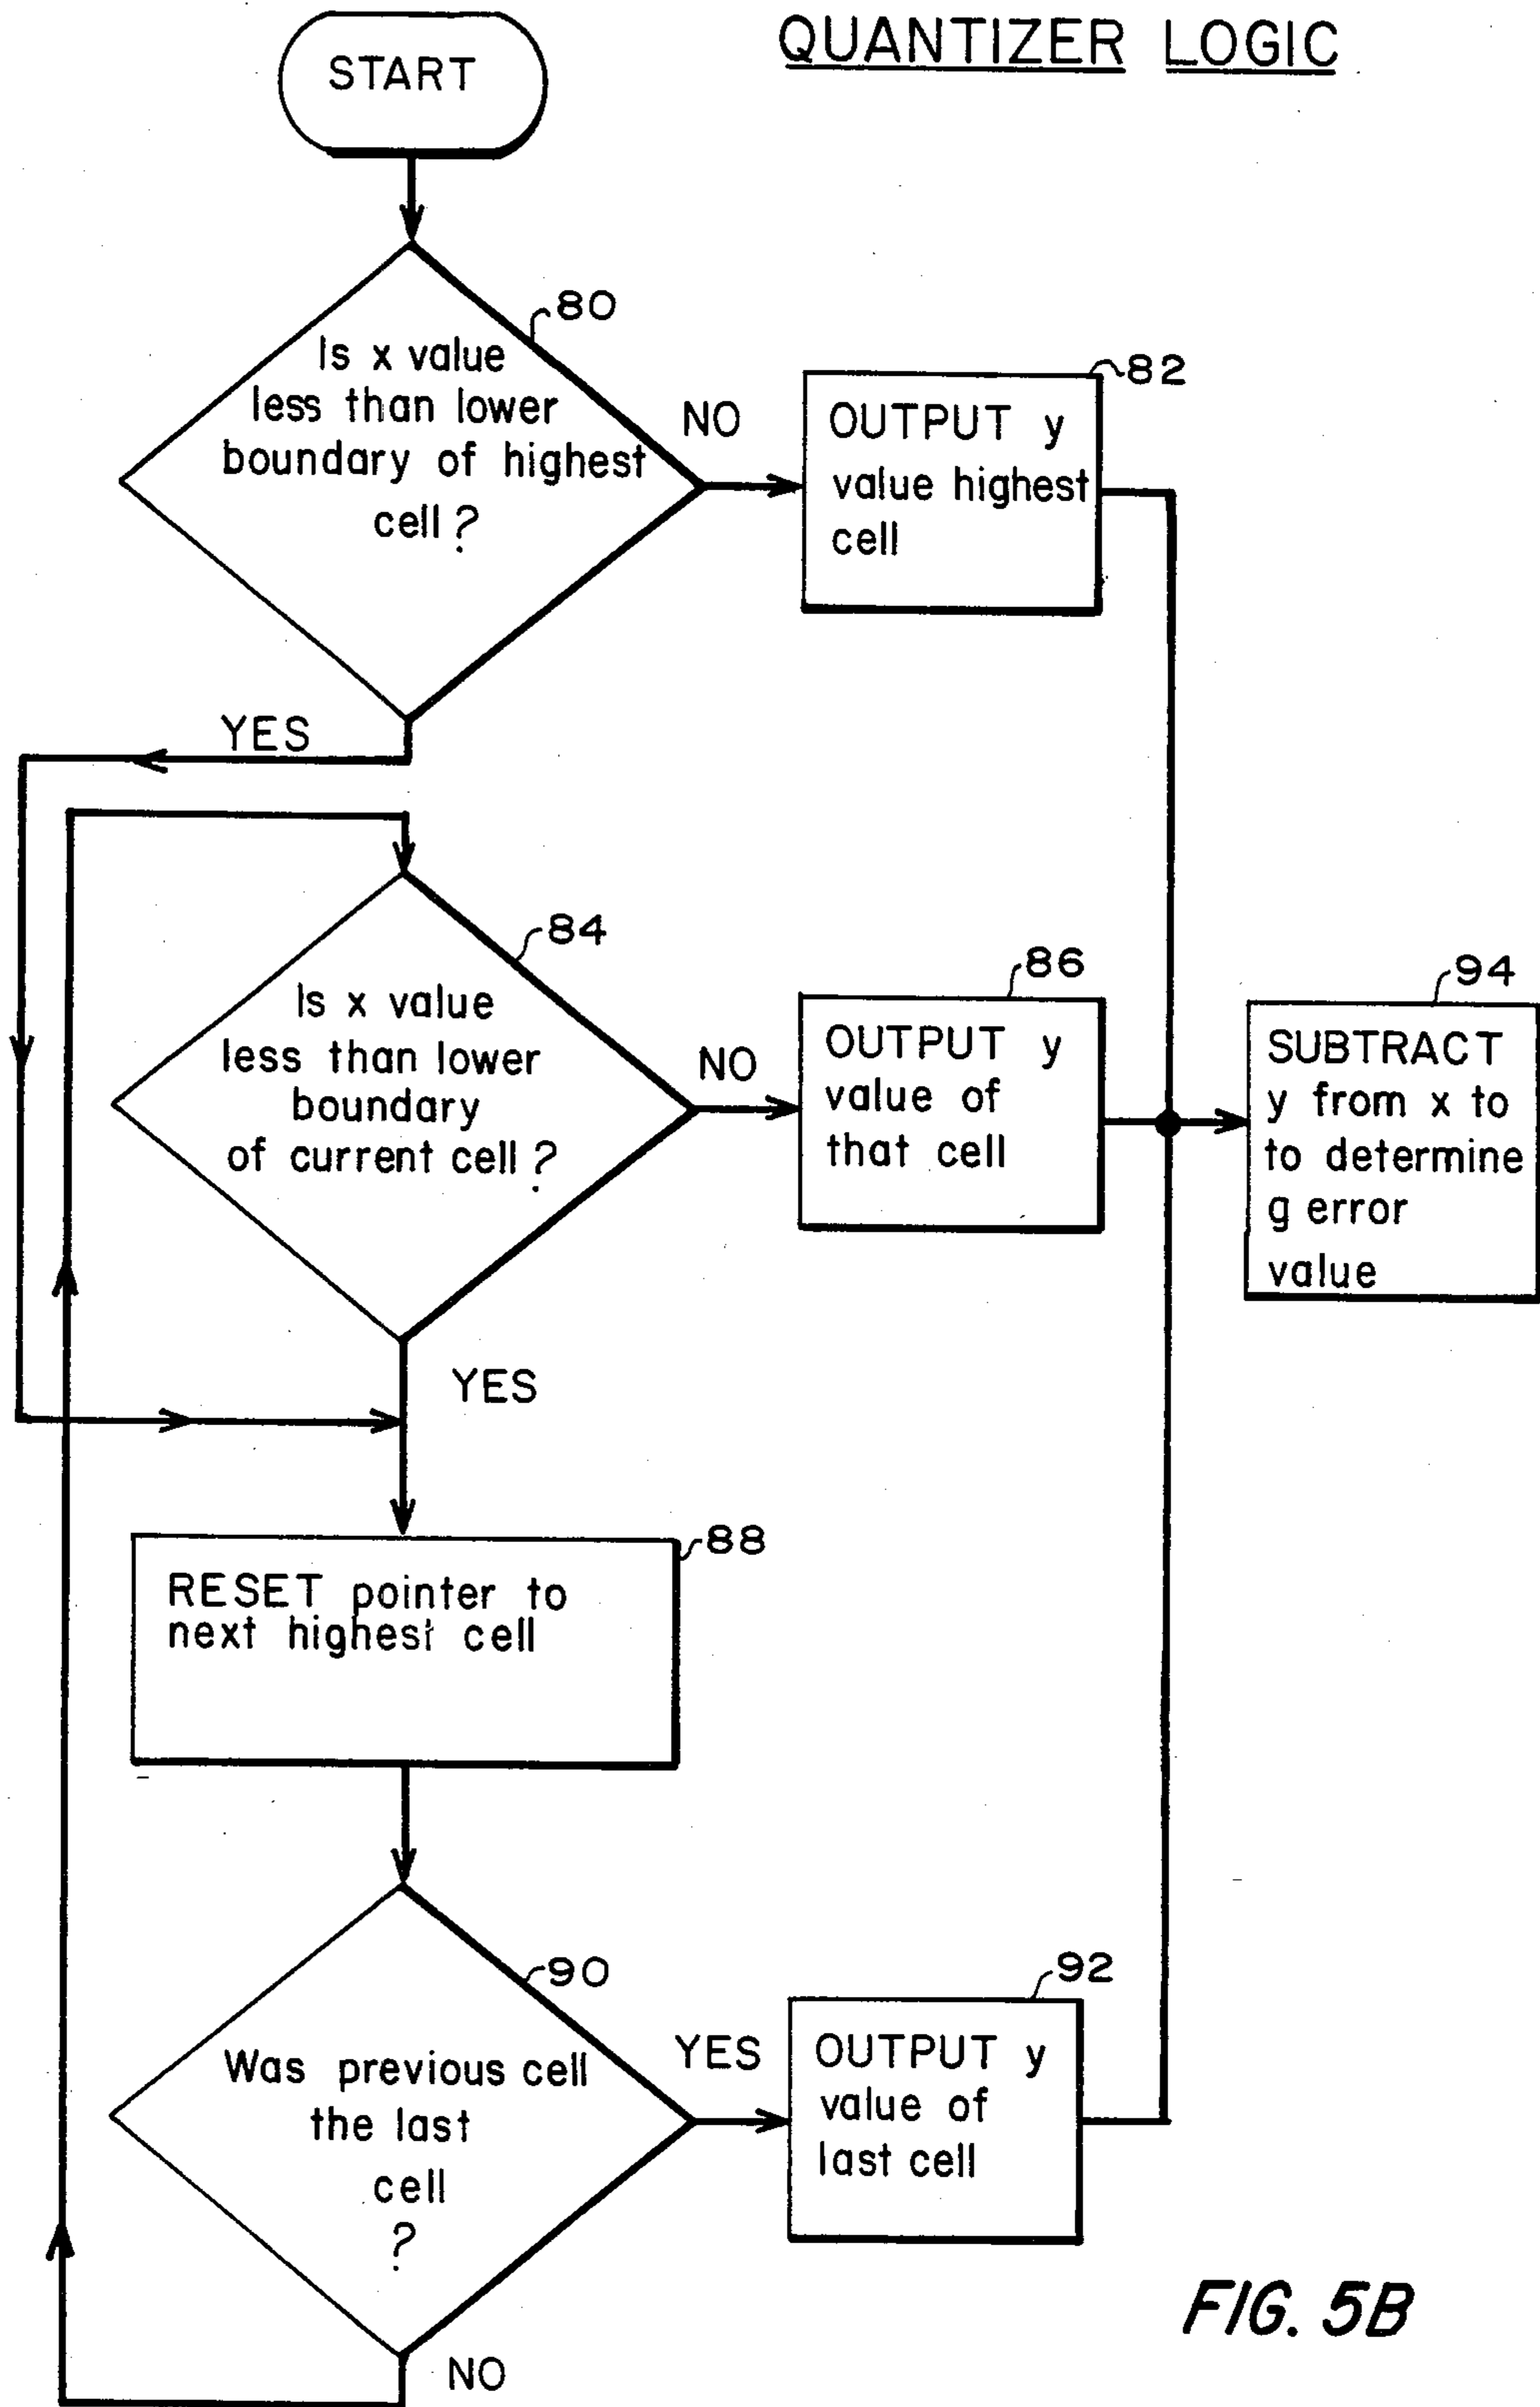 QUANTIZER LOGIC
START
80
Is x value
less than lower
boundary of highest
cell?
NO
82
OUTPUT y
value highest
cell
YES
84
Is x value
less than lower
boundary
of current cell?
NO
86
OUTPUT y
value of
that cell
94
SUBTRACT
y from x to
to determine
g error
value
YES
88
RESET pointer to
next highest cell
90
Was previous cell
the last
cell
?
YES
92
OUTPUT y
value of
last cell
NO
FIG. 5B